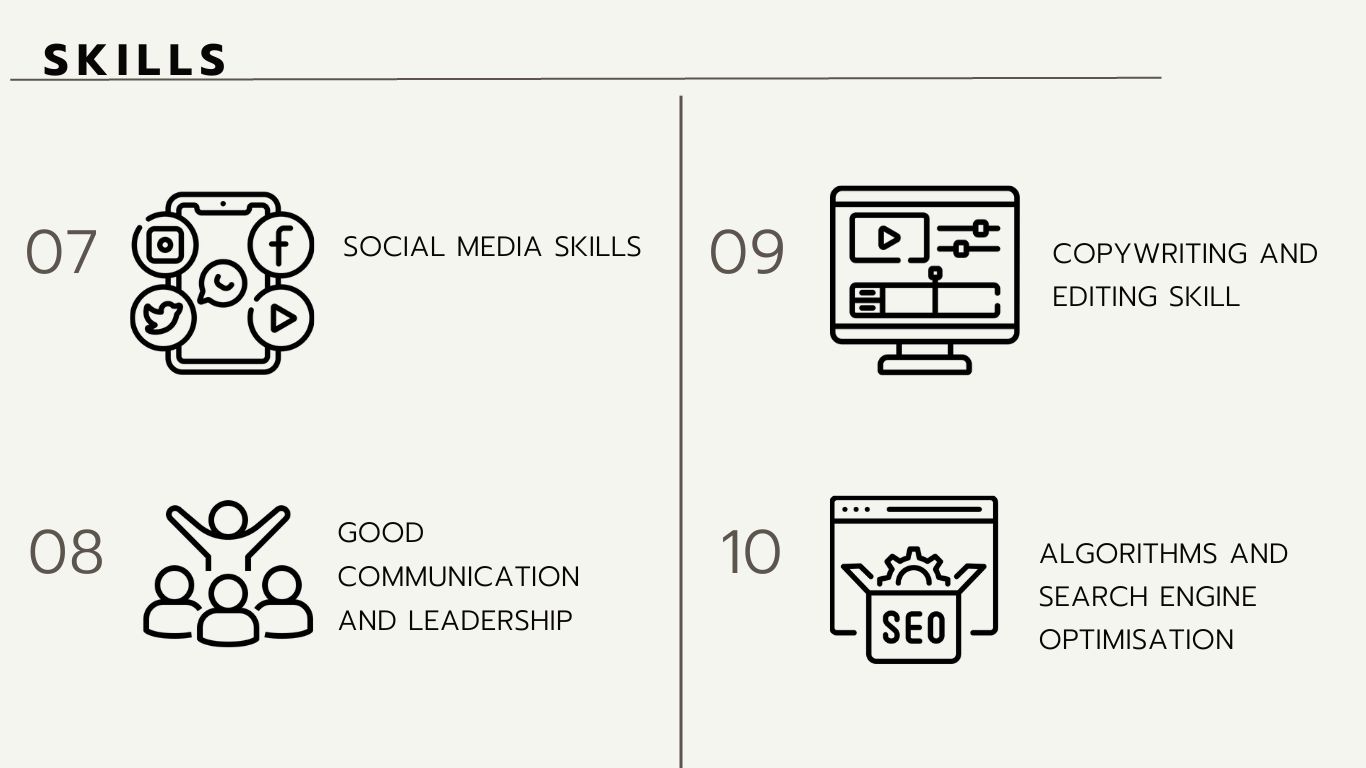 SKILLS
07
SOCIAL MEDIA SKILLS
08
GOOD
COMMUNICATION
AND LEADERSHIP
09
COPYWRITING AND
EDITING SKILL
10
SEO
ALGORITHMS AND
SEARCH ENGINE
OPTIMISATION